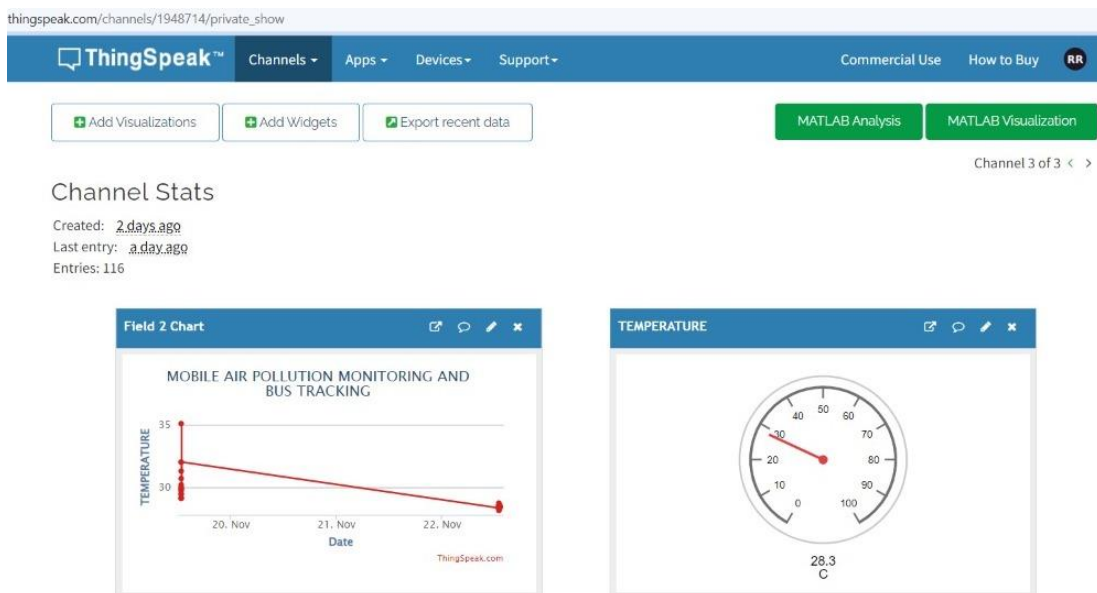 thingspeak.com/channels/1948714/private_show
ThingSpeak™ Channels Apps Devices Support Commercial Use How to Buy RR
Add Visualizations Add Widgets Export recent data MATLAB Analysis MATLAB Visualization
Channel 3 of 3 < >
Channel Stats
Created: 2 days ago
Last entry: a day ago
Entries: 116
Field 2 Chart
MOBILE AIR POLLUTION MONITORING AND
BUS TRACKING
TEMPERATURE
35
30
20. Nov 21. Nov 22. Nov
Date
ThingSpeak.com
TEMPERATURE
0
10
20
30
40
50
60
70
80
90
100
28.3
C